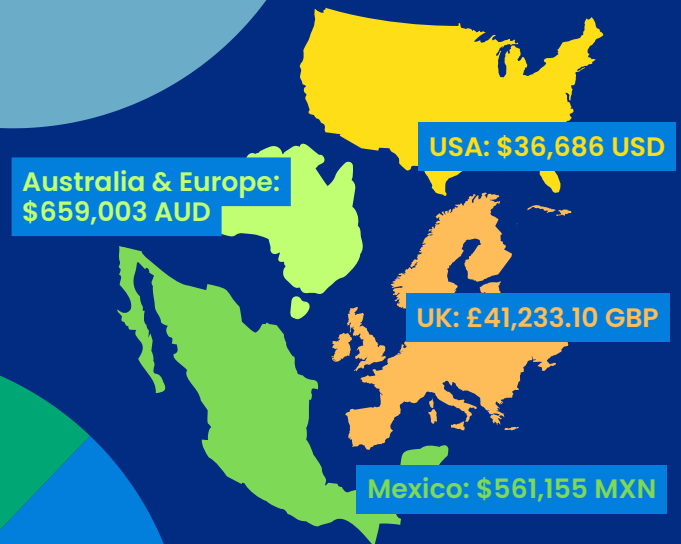 USA: $36,686 USD
Australia & Europe:
$659,003 AUD
UK: £41,233.10 GBP
Mexico: $561,155 MXN